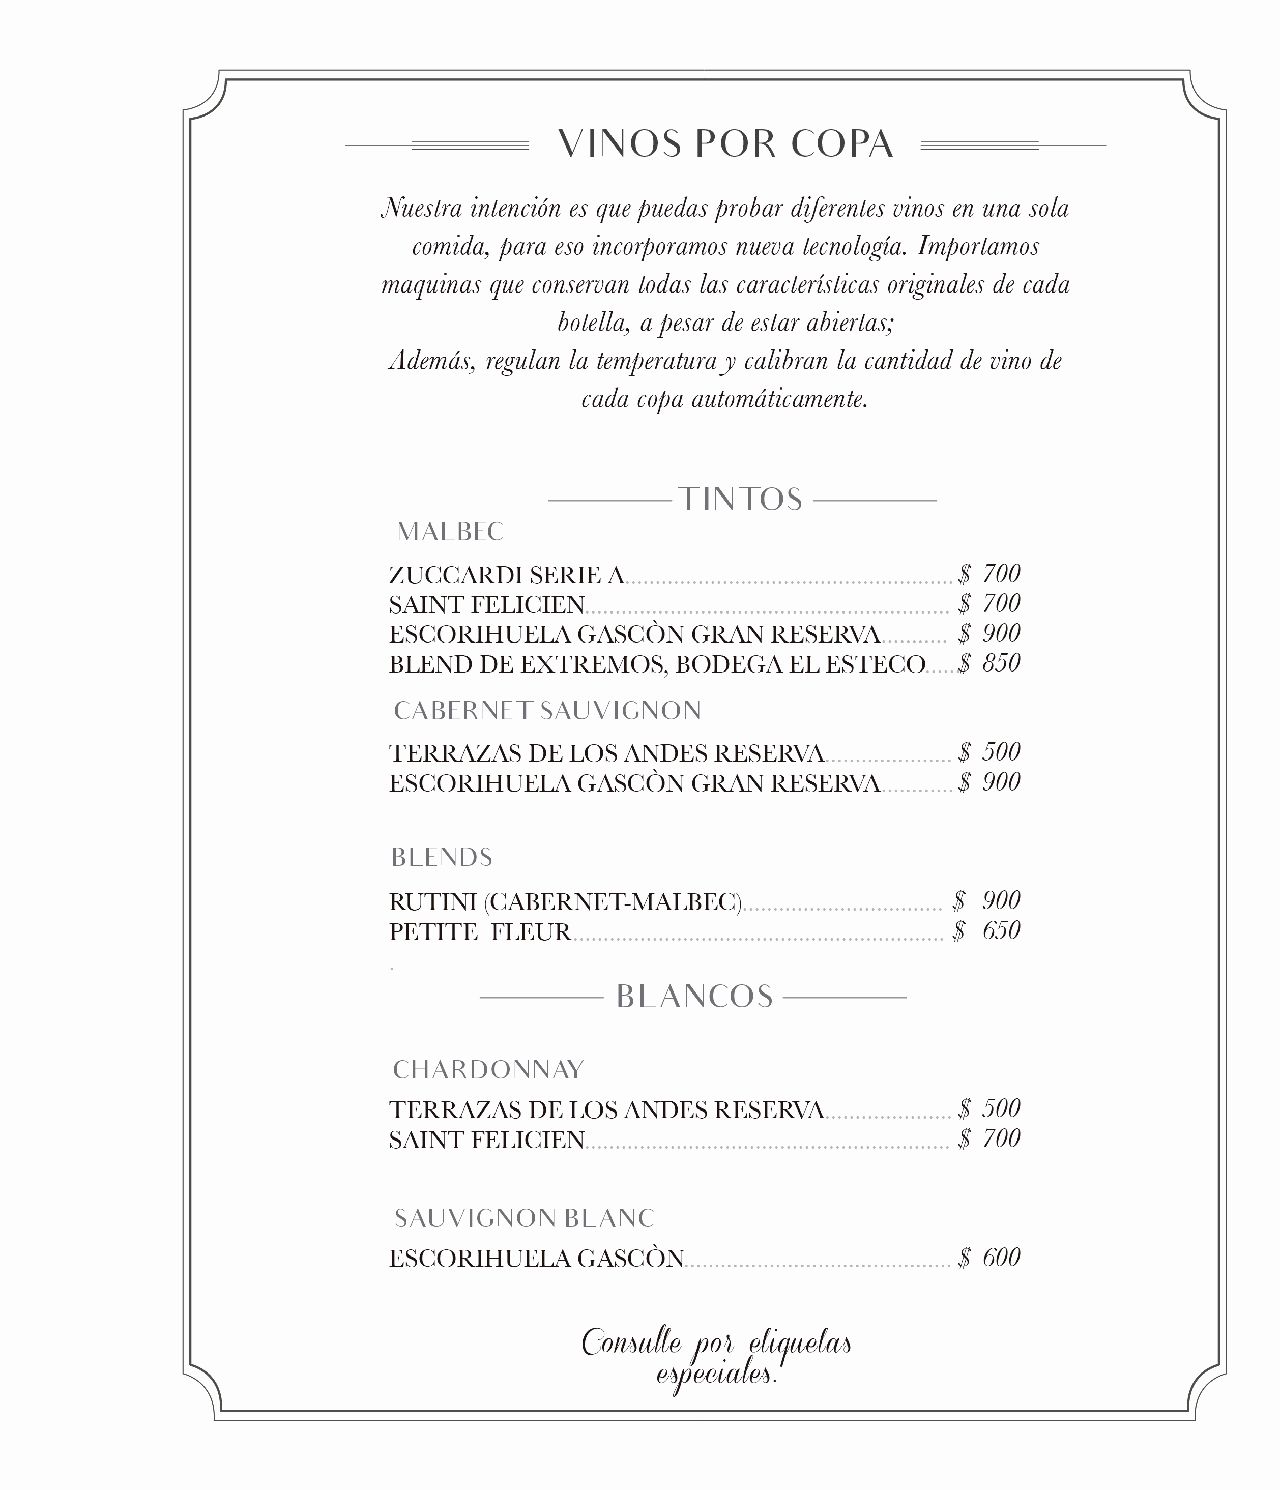 VINOS POR COPA
Nuestra intención es que puedas probar diferentes vinos en una sola
comida, para eso incorporamos nueva tecnología. Importamos
maquinas que conservan todas las características originales de cada
botella, a pesar de estar abiertas;
Además, regulan la temperatura y calibran la cantidad de vino de
cada copa automáticamente.
TINTOS
MALBEC
ZUCCARDI SERIE A $ 700
SAINT FELICIEN $ 700
ESCORIHUELA GASCÒN GRAN RESERVA $ 900
BLEND DE EXTREMOS, BODEGA EL ESTECO $ 850
CABERNET SAUVIGNON
TERRAZAS DE LOS ANDES RESERVA $ 500
ESCORIHUELA GASCÒN GRAN RESERVA $ 900
BLENDS
RUTINI (CABERNET-MALBEC) $ 900
PETITE FLEUR $ 650
.
BLANCOS
CHARDONNAY
TERRAZAS DE LOS ANDES RESERVA $ 500
SAINT FELICIEN $ 700
SAUVIGNON BLANC
ESCORIHUELA GASCÒN $ 600
Consulte por etiquetas
especiales.